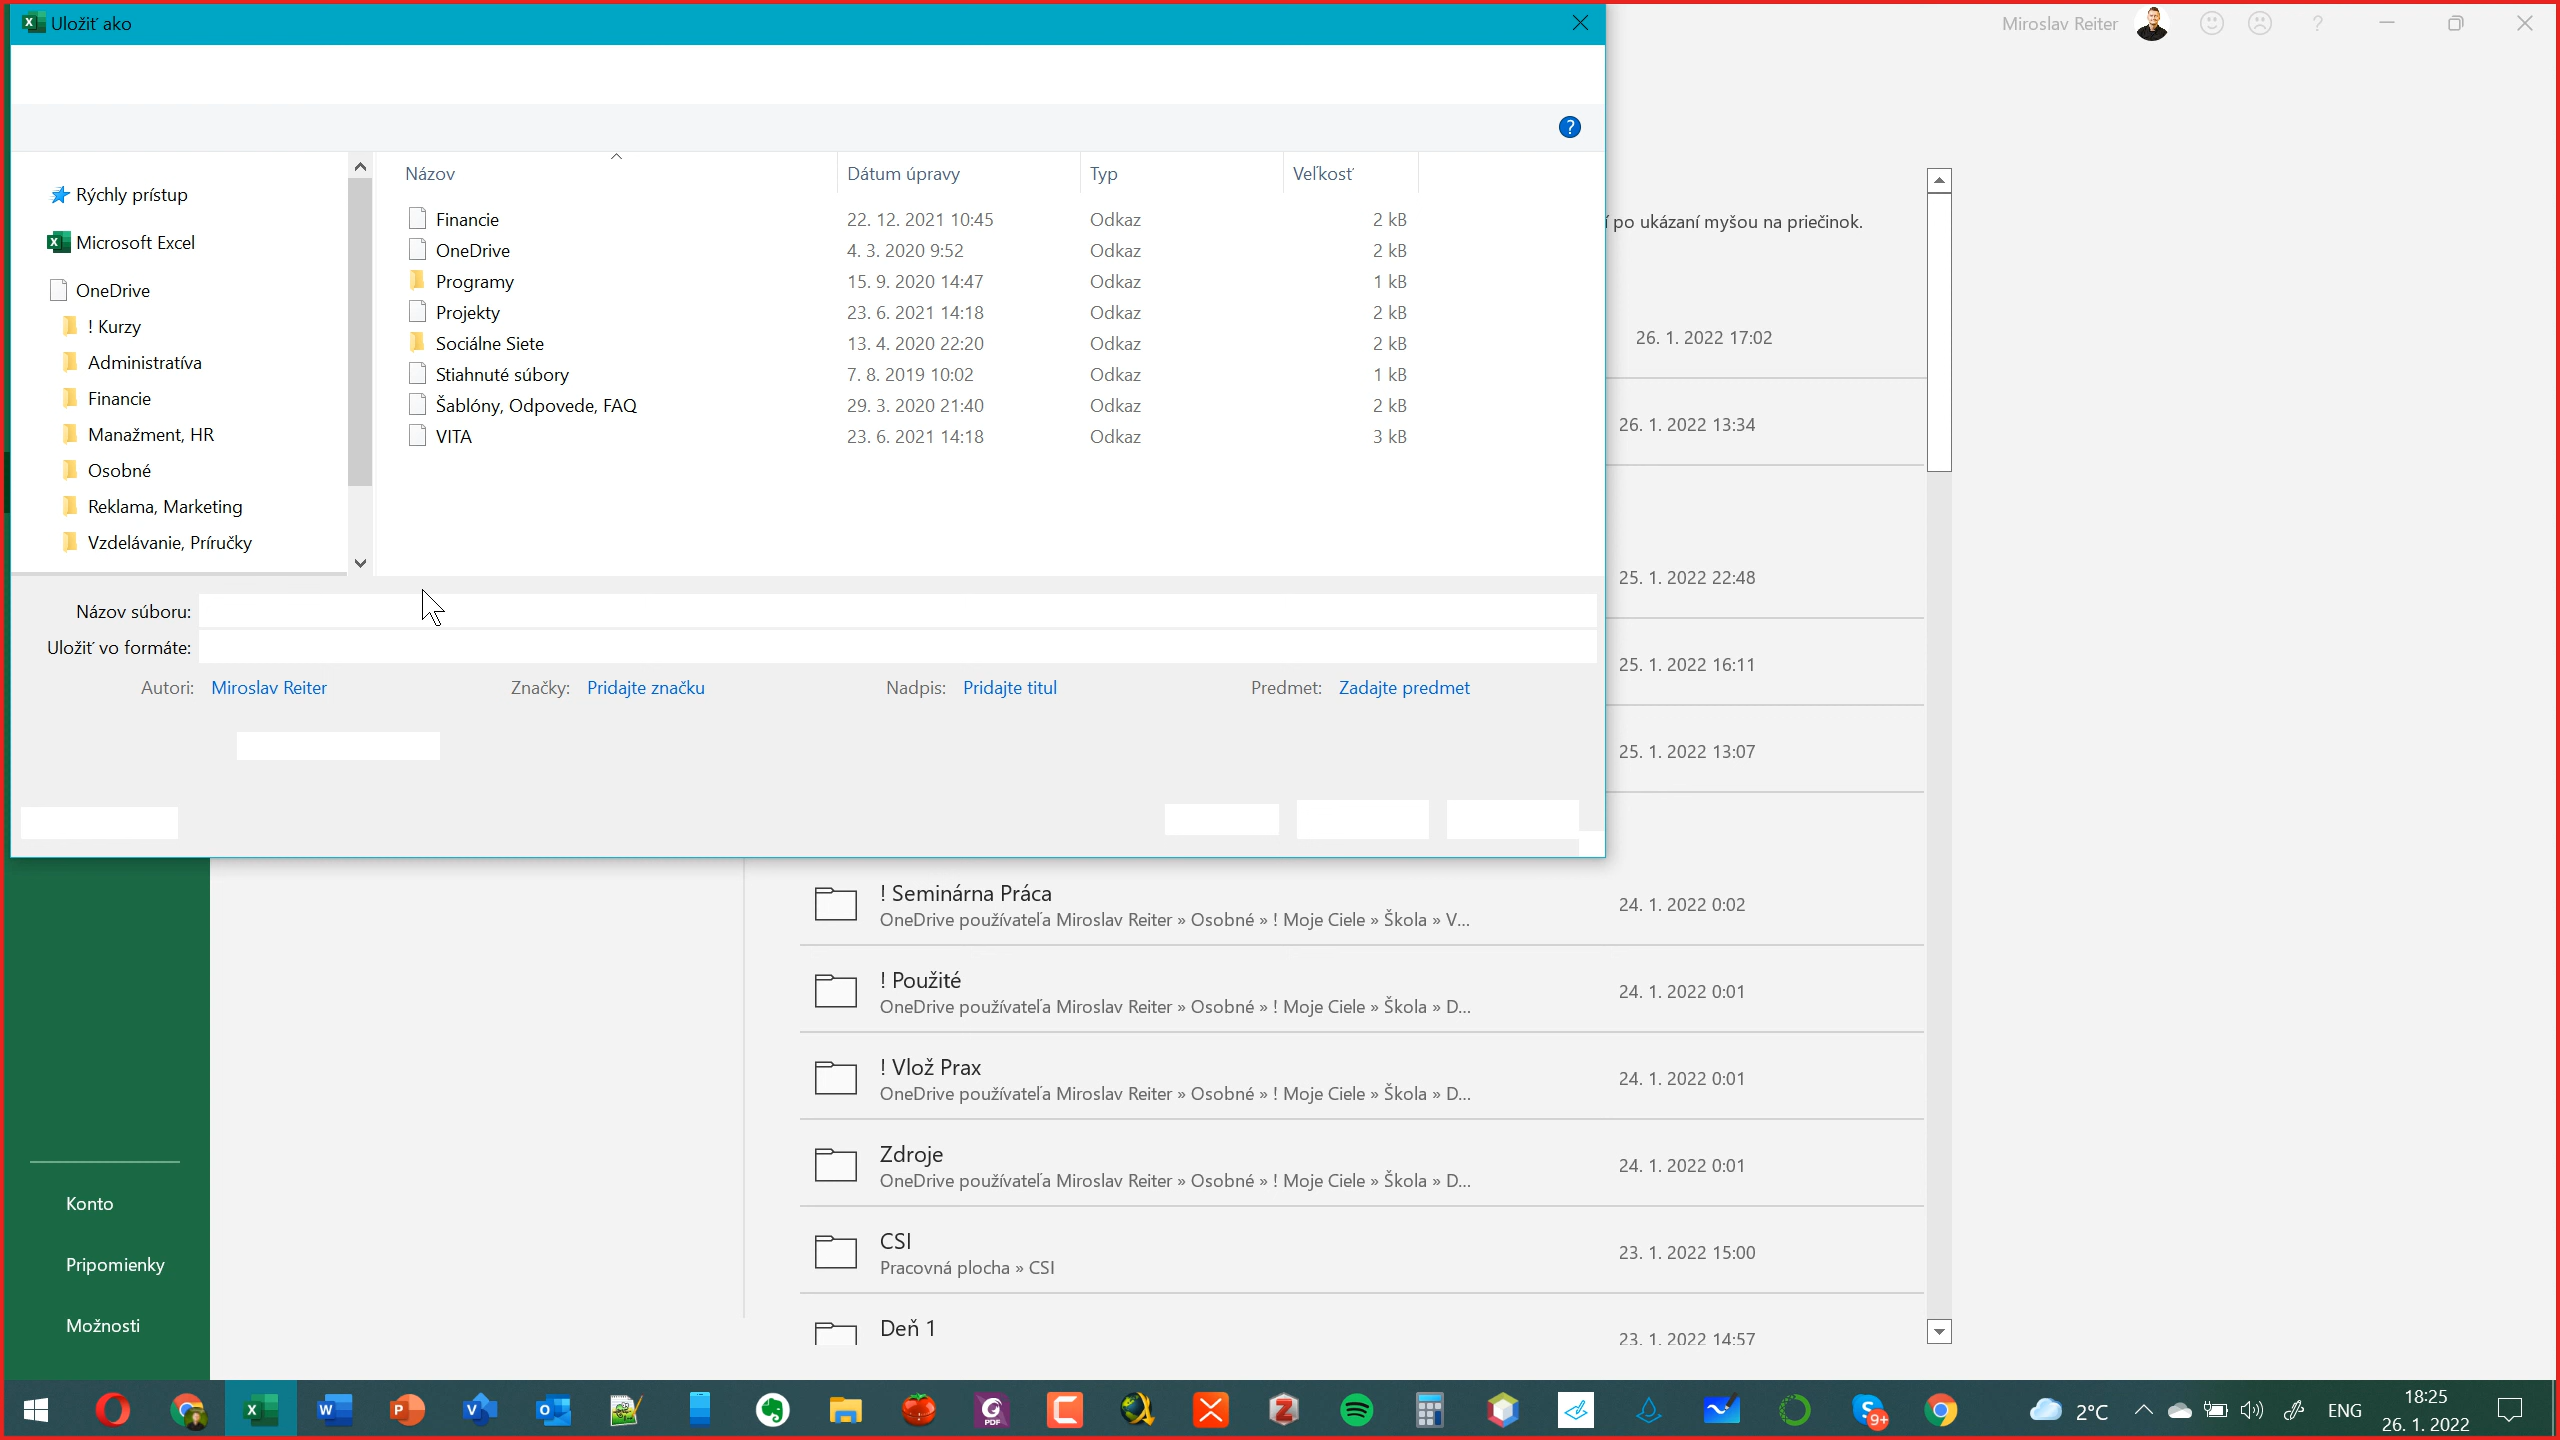 Uložiť ako
Miroslav Reiter
Rýchly prístup
Microsoft Excel
OneDrive
! Kurzy
Administratíva
Financie
Manažment, HR
Osobné
Reklama, Marketing
Vzdelávanie, Príručky
Názov Dátum úpravy Typ Veľkosť
Financie 22. 12. 2021 10:45 Odkaz 2 kB
OneDrive 4. 3. 2020 9:52 Odkaz 2 kB
Programy 15. 9. 2020 14:47 Odkaz 1 kB
Projekty 23. 6. 2021 14:18 Odkaz 2 kB
Sociálne Siete 13. 4. 2020 22:20 Odkaz 2 kB
Stiahnuté súbory 7. 8. 2019 10:02 Odkaz 1 kB
Šablóny, Odpovede, FAQ 29. 3. 2020 21:40 Odkaz 2 kB
VITA 23. 6. 2021 14:18 Odkaz 3 kB
Názov súboru:
Uložiť vo formáte:
Autori: Miroslav Reiter Značky: Pridajte značku Nadpis: Pridajte titul Predmet: Zadajte predmet
í po ukázaní myšou na priečinok.
26. 1. 2022 17:02
26. 1. 2022 13:34
25. 1. 2022 22:48
25. 1. 2022 16:11
25. 1. 2022 13:07
! Seminárna Práca
OneDrive používateľa Miroslav Reiter » Osobné » ! Moje Ciele » Škola » V...
24. 1. 2022 0:02
! Použité
OneDrive používateľa Miroslav Reiter » Osobné » ! Moje Ciele » Škola » D...
24. 1. 2022 0:01
! Vlož Prax
OneDrive používateľa Miroslav Reiter » Osobné » ! Moje Ciele » Škola » D...
24. 1. 2022 0:01
Zdroje
OneDrive používateľa Miroslav Reiter » Osobné » ! Moje Ciele » Škola » D...
24. 1. 2022 0:01
CSI
Pracovná plocha » CSI
23. 1. 2022 15:00
Deň 1
23. 1. 2022 14:57
Konto
Pripomienky
Možnosti
2°C
ENG
18:25
26. 1. 2022